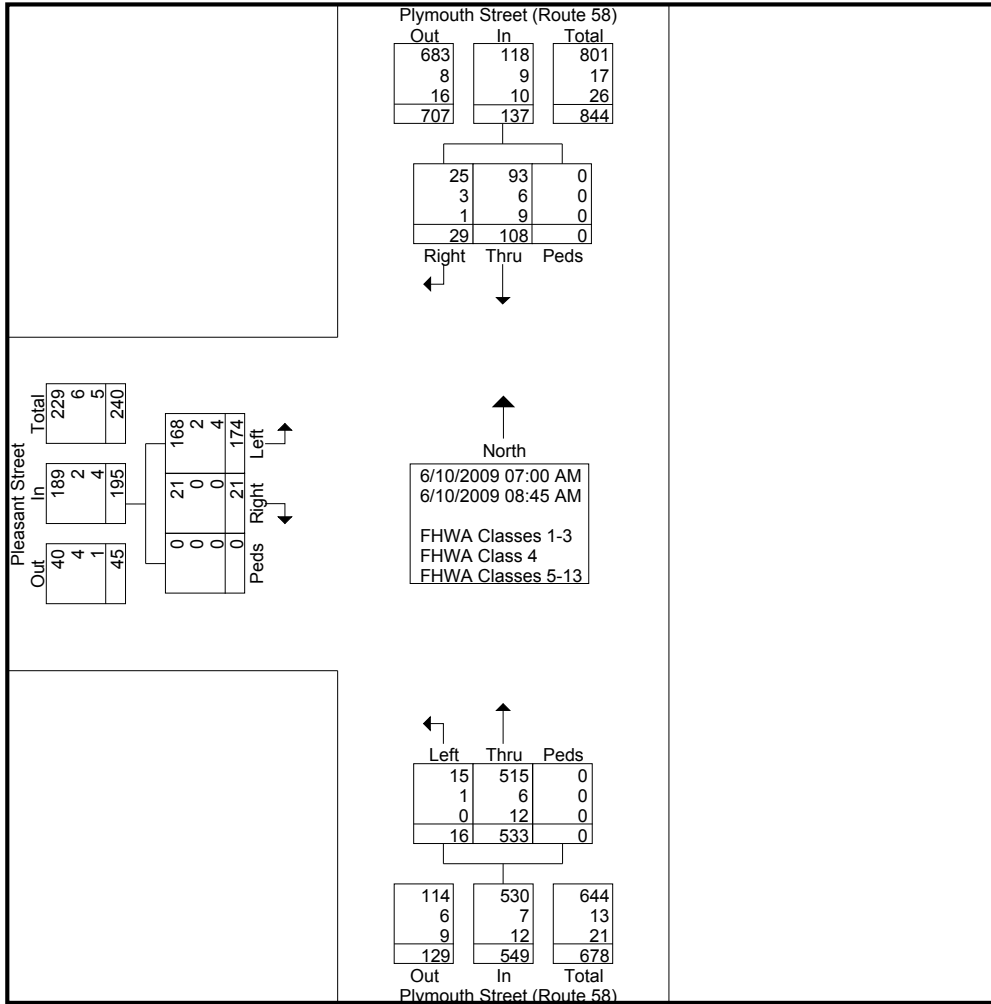 Plymouth Street (Route 58)
Out In Total
683 118 801
8 9 17
16 10 26
707 137 844
25 93 0
3 6 0
1 9 0
29 108 0
Right Thru Peds
Pleasant Street
Out In Total
40 189 229
4 2 6
1 4 5
45 195 240
0 21 168
0 0 2
0 0 4
0 21 174
Peds Right Left
North
6/10/2009 07:00 AM
6/10/2009 08:45 AM
FHWA Classes 1-3
FHWA Class 4
FHWA Classes 5-13
Left Thru Peds
15 515 0
1 6 0
0 12 0
16 533 0
114 530 644
6 7 13
9 12 21
129 549 678
Out In Total
Plymouth Street (Route 58)